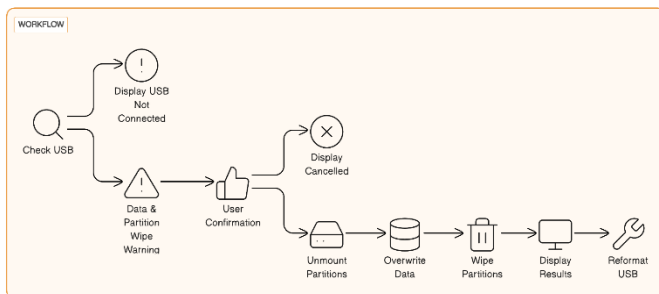 WORKFLOW
Display USB
Not
Connected
Check USB
Display
Cancelled
Data &
Partition
Wipe
Warning
User
Confirmation
Unmount
Partitions
Overwrite
Data
Wipe
Partitions
Display
Results
Reformat
USB